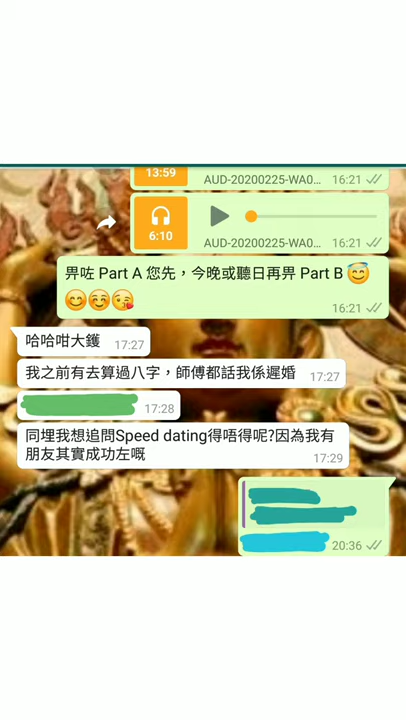 13:59
AUD-20200225-WA0... 16:21
6:10
AUD-20200225-WA0... 16:21
畀咗 Part A 您先，今晚或聽日再畀 Part B 😇
😊☺️😘
16:21
哈哈咁大鑊 17:27
我之前有去算過八字，師傅都話我係遲婚 17:27
17:28
同埋我想追問Speed dating得唔得呢?因為我有
朋友其實成功左嘅 17:29
20:36